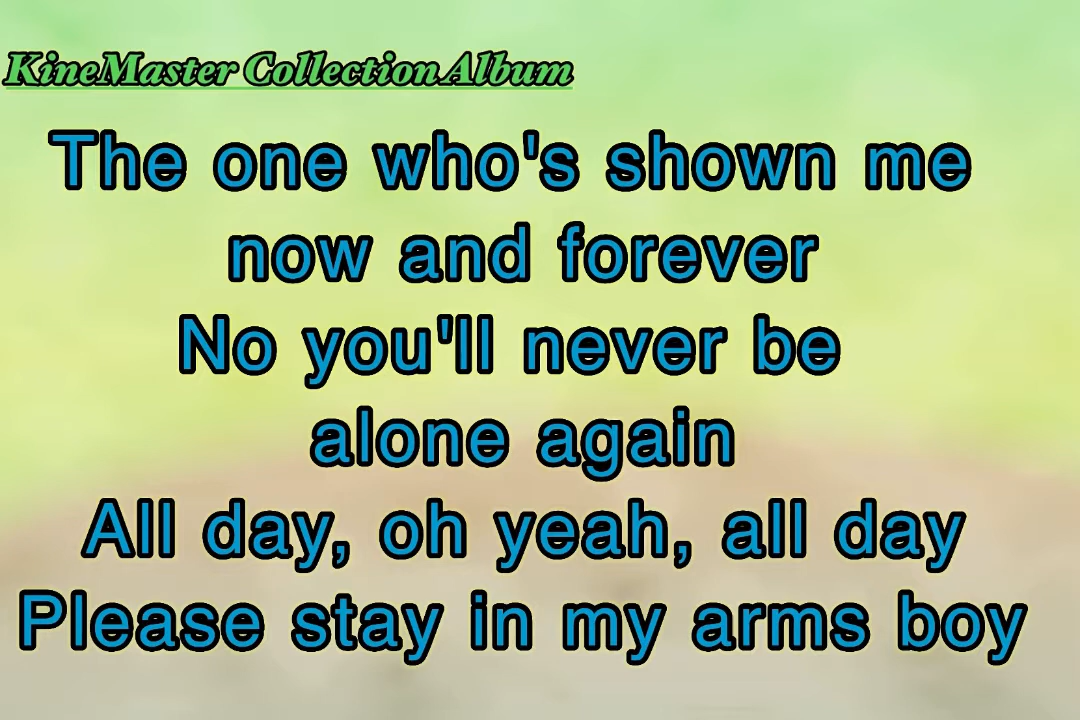 KineMaster Collection Album
The one who's shown me
now and forever
No you'll never be
alone again
All day, oh yeah, all day
Please stay in my arms boy